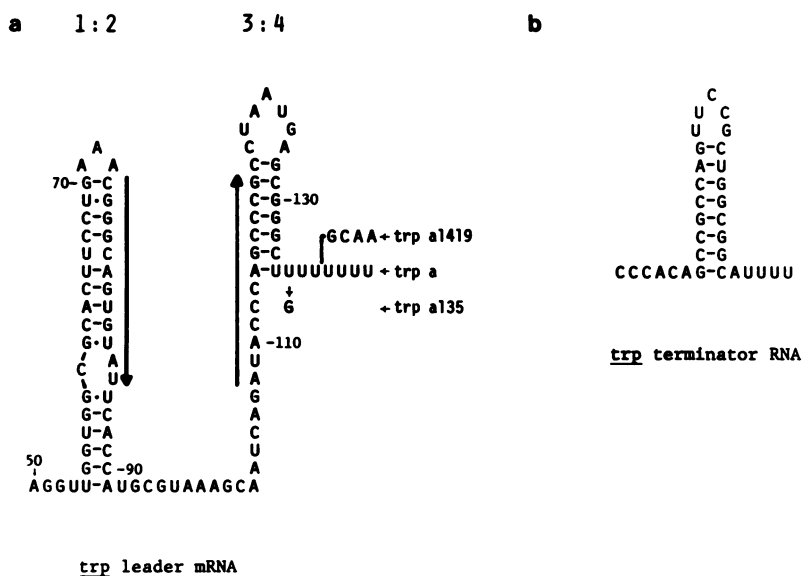 a 1:2 3:4 b
A C
A U U C
U G U G
A C A G-C
A A C-G A-U
70-G-C G-C C-G
U·G C-G-130 C-G
C-G C-G G-C
C-G C-G GCAA←trp a1419 C-G
U-C G-C C-G
U-A A-UUUUUUUU←trp a CCCACAG-CAUUUU
C-G C ↓
A-U C G ←trp a135
C-G C
G·U A-110 trp terminator RNA
A U
C U A
G·U G
G-C A
U-A C
G-C U
50 G-C-90 A
AGGUU-AUGCGUAAAGCA
trp leader mRNA